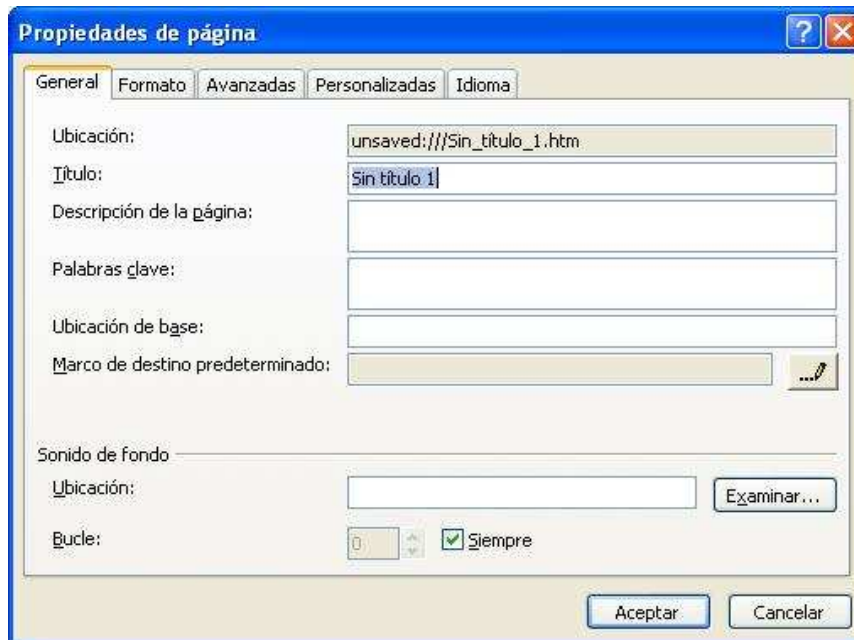 Propiedades de página
General Formato Avanzadas Personalizadas Idioma
Ubicación: unsaved:///Sin_título_1.htm
Título: Sin título 1
Descripción de la página:
Palabras clave:
Ubicación de base:
Marco de destino predeterminado: ...
Sonido de fondo
Ubicación: Examinar...
Bucle: 0 Siempre
Aceptar Cancelar